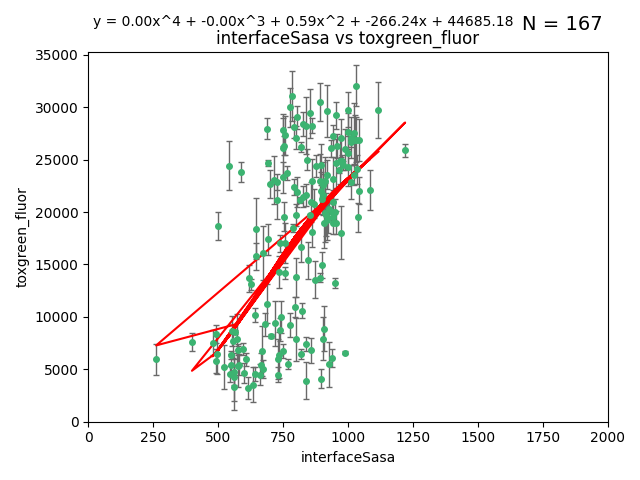 y = 0.00x^4 + -0.00x^3 + 0.59x^2 + -266.24x + 44685.18 N = 167
interfaceSasa vs toxgreen_fluor
35000
30000
25000
20000
15000
10000
5000
0
toxgreen_fluor
0 250 500 750 1000 1250 1500 1750 2000
interfaceSasa